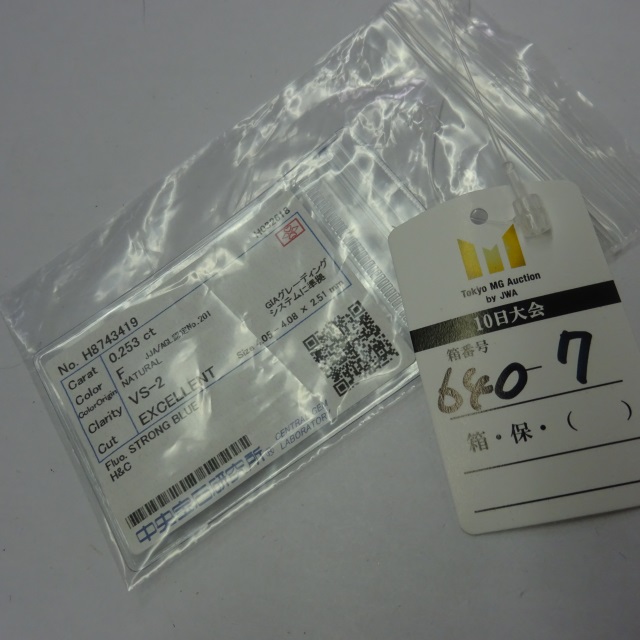 No. H8743419
Carat 0.253 ct
Color F
Color Origin NATURAL
Clarity VS-2
Cut EXCELLENT
Fluo. STRONG BLUE
H&C
GIAグレーディング
システムに準拠
CENTRAL GEM
LABORATORY
Tokyo MG Auction
by JWA
10日大会
箱番号
640-7
箱・保・( )